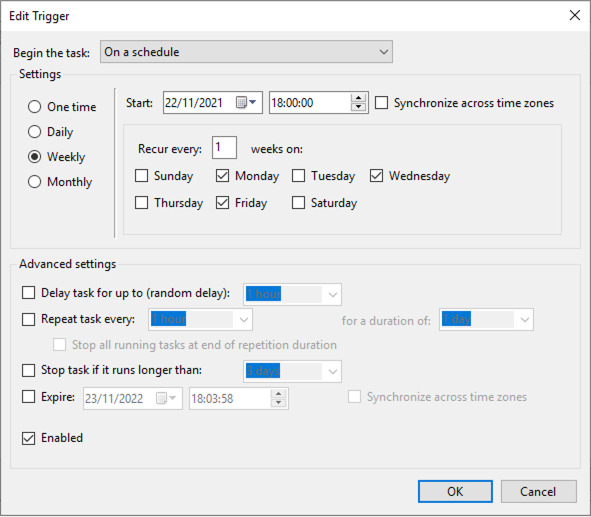 Edit Trigger
Begin the task: On a schedule
Settings
One time
Daily
Weekly
Monthly
Start: 22/11/2021 18:00:00 Synchronize across time zones
Recur every: 1 weeks on:
Sunday Monday Tuesday Wednesday
Thursday Friday Saturday
Advanced settings
Delay task for up to (random delay): 1 hour
Repeat task every: 1 hour for a duration of: 1 day
Stop all running tasks at end of repetition duration
Stop task if it runs longer than: 3 days
Expire: 23/11/2022 18:03:58 Synchronize across time zones
Enabled
OK Cancel